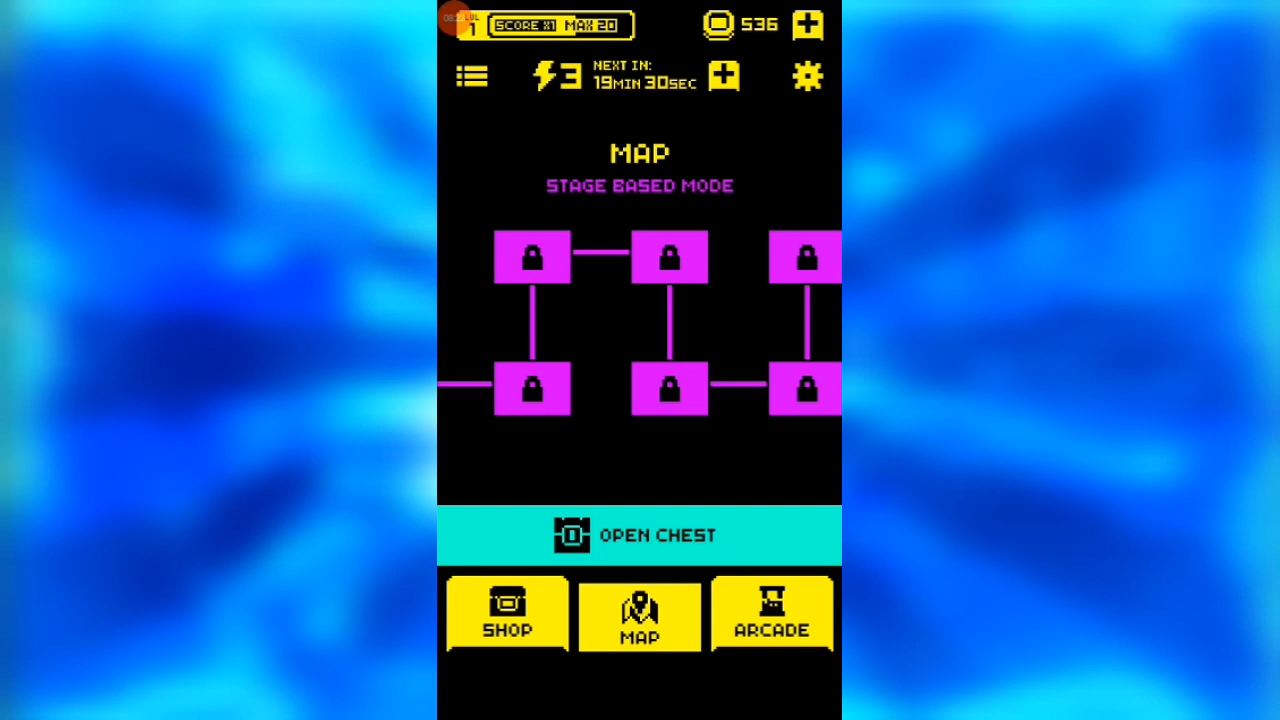 LVL
1
SCORE X1 MAX 20
536
3
NEXT IN:
19MIN 30SEC
MAP
STAGE BASED MODE
OPEN CHEST
SHOP
MAP
ARCADE